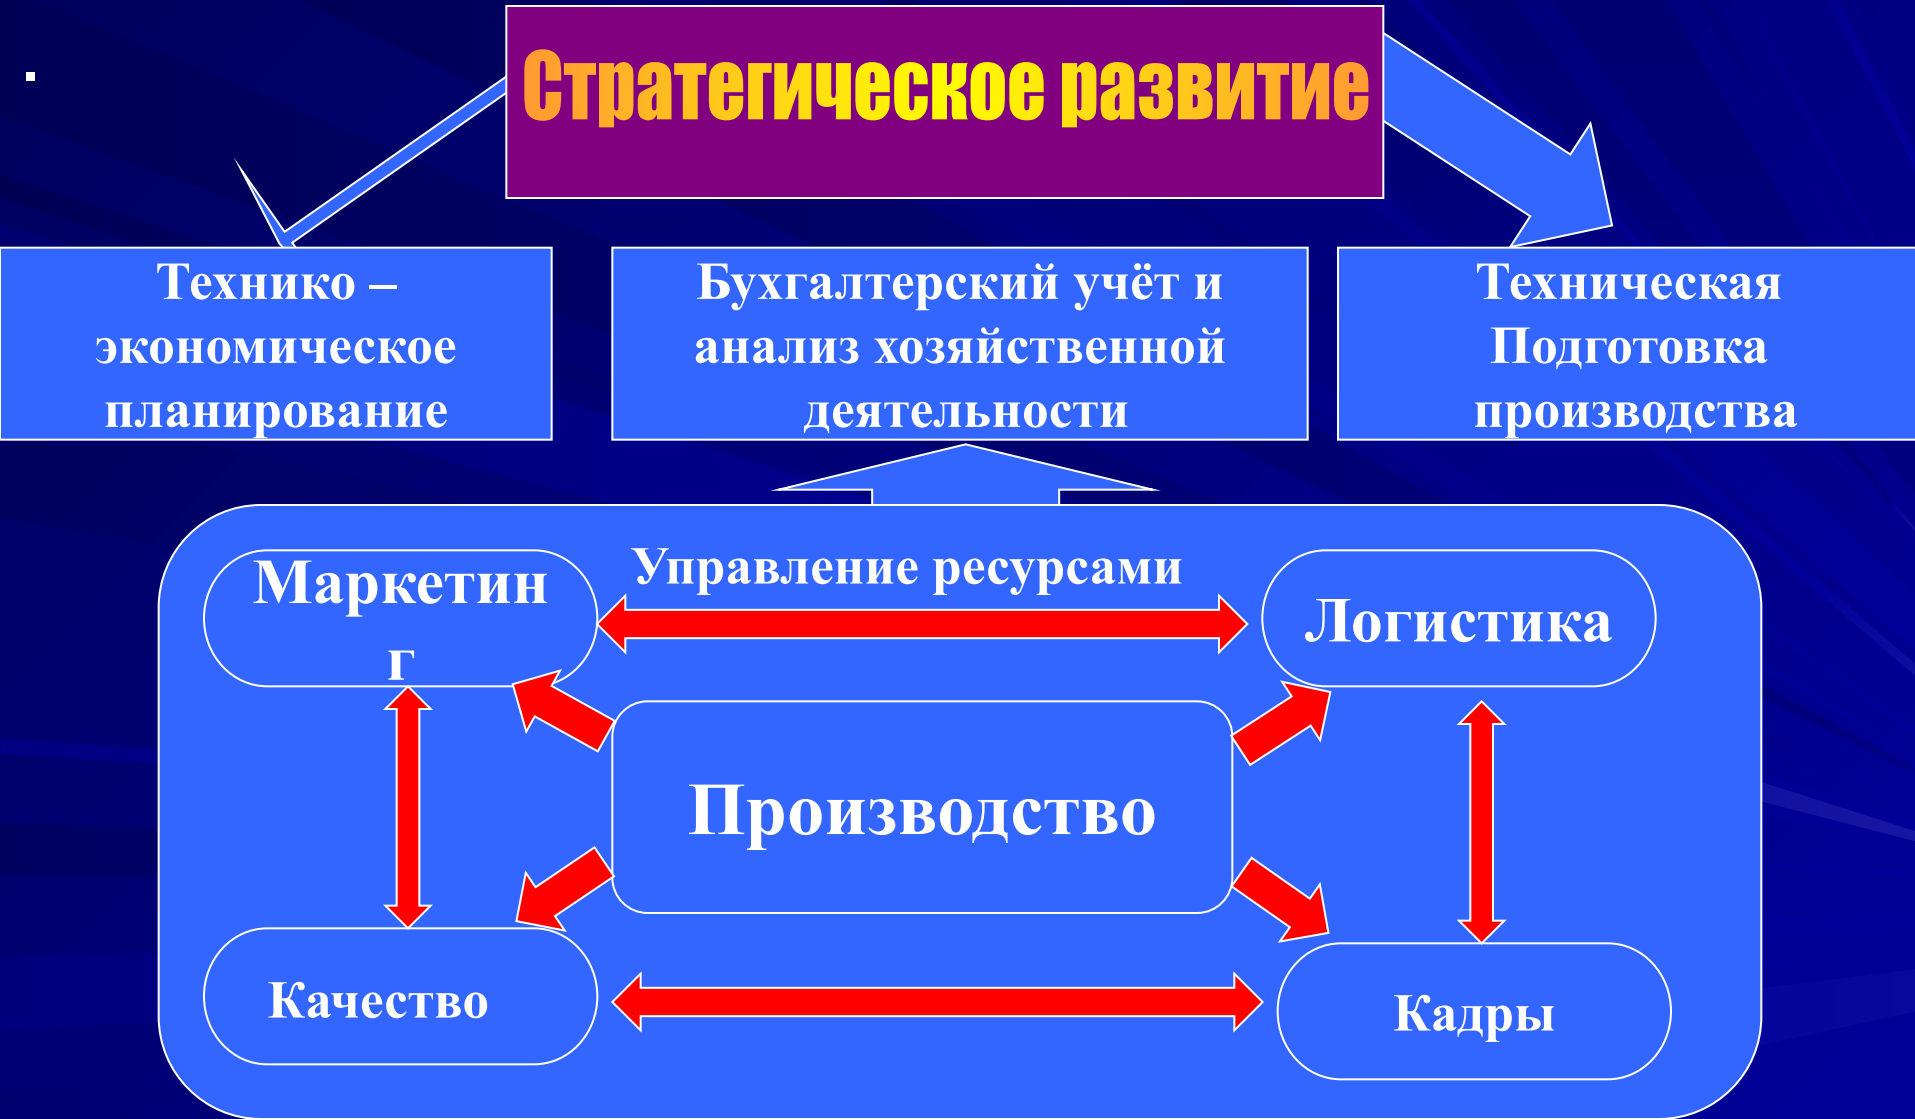 Стратегическое развитие
Технико –
экономическое
планирование
Бухгалтерский учёт и
анализ хозяйственной
деятельности
Техническая
Подготовка
производства
Управление ресурсами
Маркетин
г
Логистика
Производство
Качество
Кадры